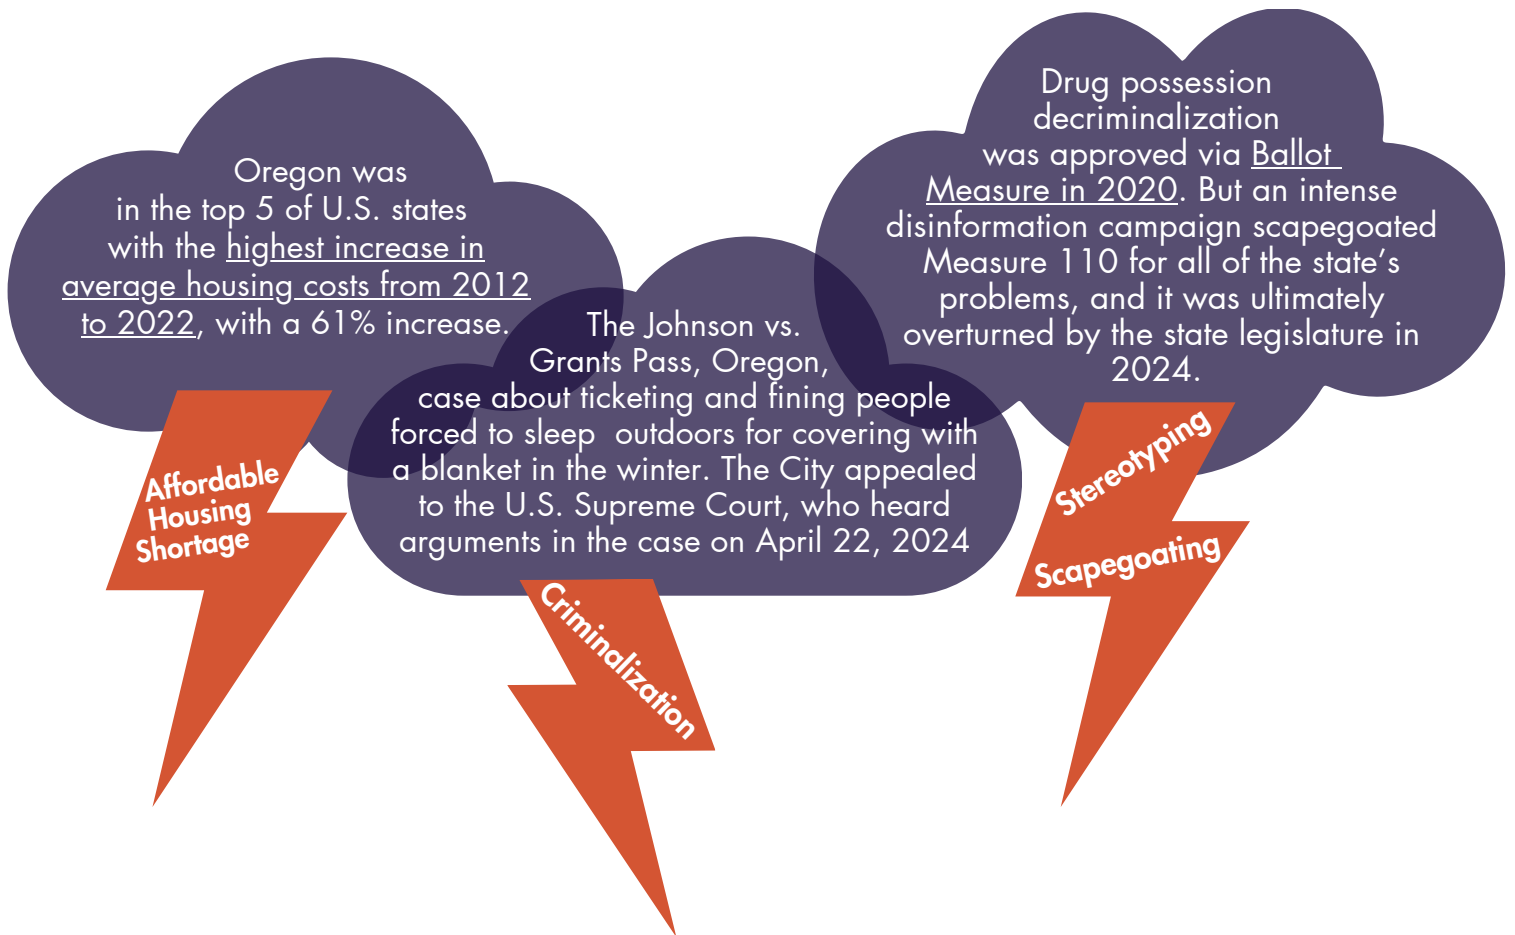 Oregon was
in the top 5 of U.S. states
with the highest increase in
average housing costs from 2012
to 2022, with a 61% increase.
Affordable
Housing
Shortage
The Johnson vs.
Grants Pass, Oregon,
case about ticketing and fining people
forced to sleep  outdoors for covering with
a blanket in the winter. The City appealed
to the U.S. Supreme Court, who heard
arguments in the case on April 22, 2024
Criminalization
Drug possession
decriminalization
was approved via Ballot
Measure in 2020. But an intense
disinformation campaign scapegoated
Measure 110 for all of the state’s
problems, and it was ultimately
overturned by the state legislature in
2024.
Stereotyping
Scapegoating